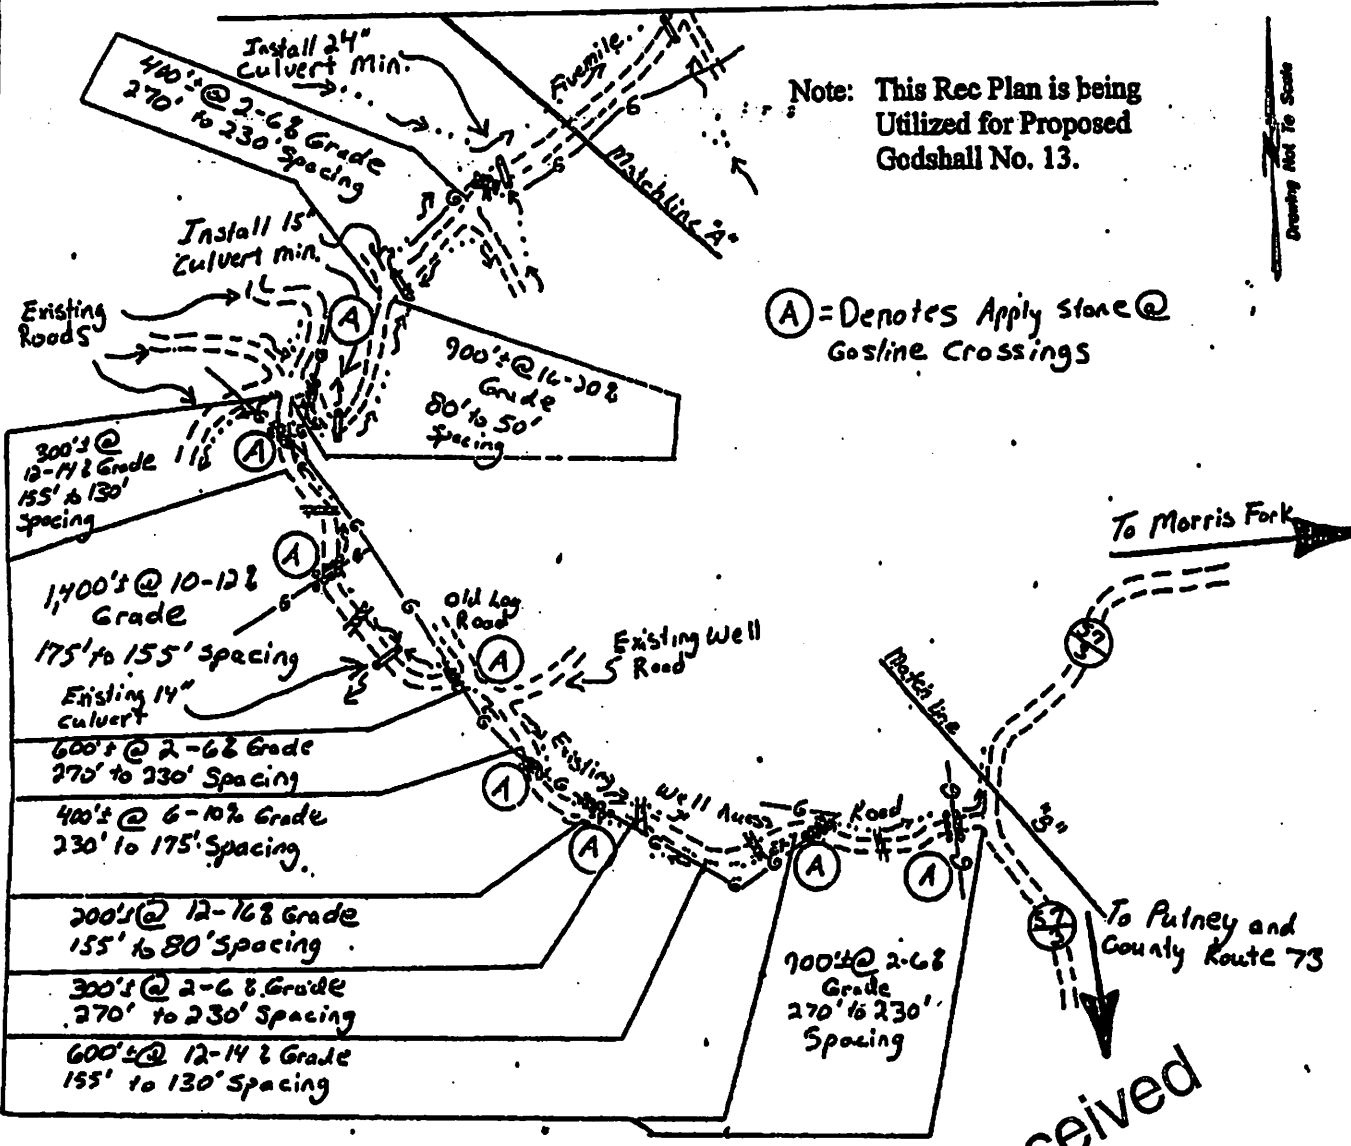 Install 24"
Culvert Min.
400'± @ 2-6% Grade
270' to 230' Spacing
Fivemile.
G
Note: This Rec Plan is being
Utilized for Proposed
Godshall No. 13.
Drawing Not To Scale
Matchline "A"
G
G
Install 15"
Culvert min.
Existing
Roads
A
A = Denotes Apply Stone @
Gasline Crossings
900'± @ 16-20%
Grade
80' to 50'
Spacing
A
300'± @
12-14% Grade
155' to 130'
Spacing
G
To Morris Fork
A
G
1,400'± @ 10-12%
Grade
175' to 155' Spacing
G
G
Old Log
Road
A
Existing Well
Road
57
Existing 14"
Culvert
Match line "B"
G
600'± @ 2-6% Grade
270' to 230' Spacing
A
Existing Well Access Road
G
G
G
400'± @ 6-10% Grade
230' to 175' Spacing
A
G
G
A
G
A
G
200'± @ 12-16% Grade
155' to 80' Spacing
57
3
To Putney and
County Route 73
300'± @ 2-6% Grade
270' to 230' Spacing
900'± @ 2-6%
Grade
270' to 230'
Spacing
600'± @ 12-14% Grade
155' to 130' Spacing
ceived